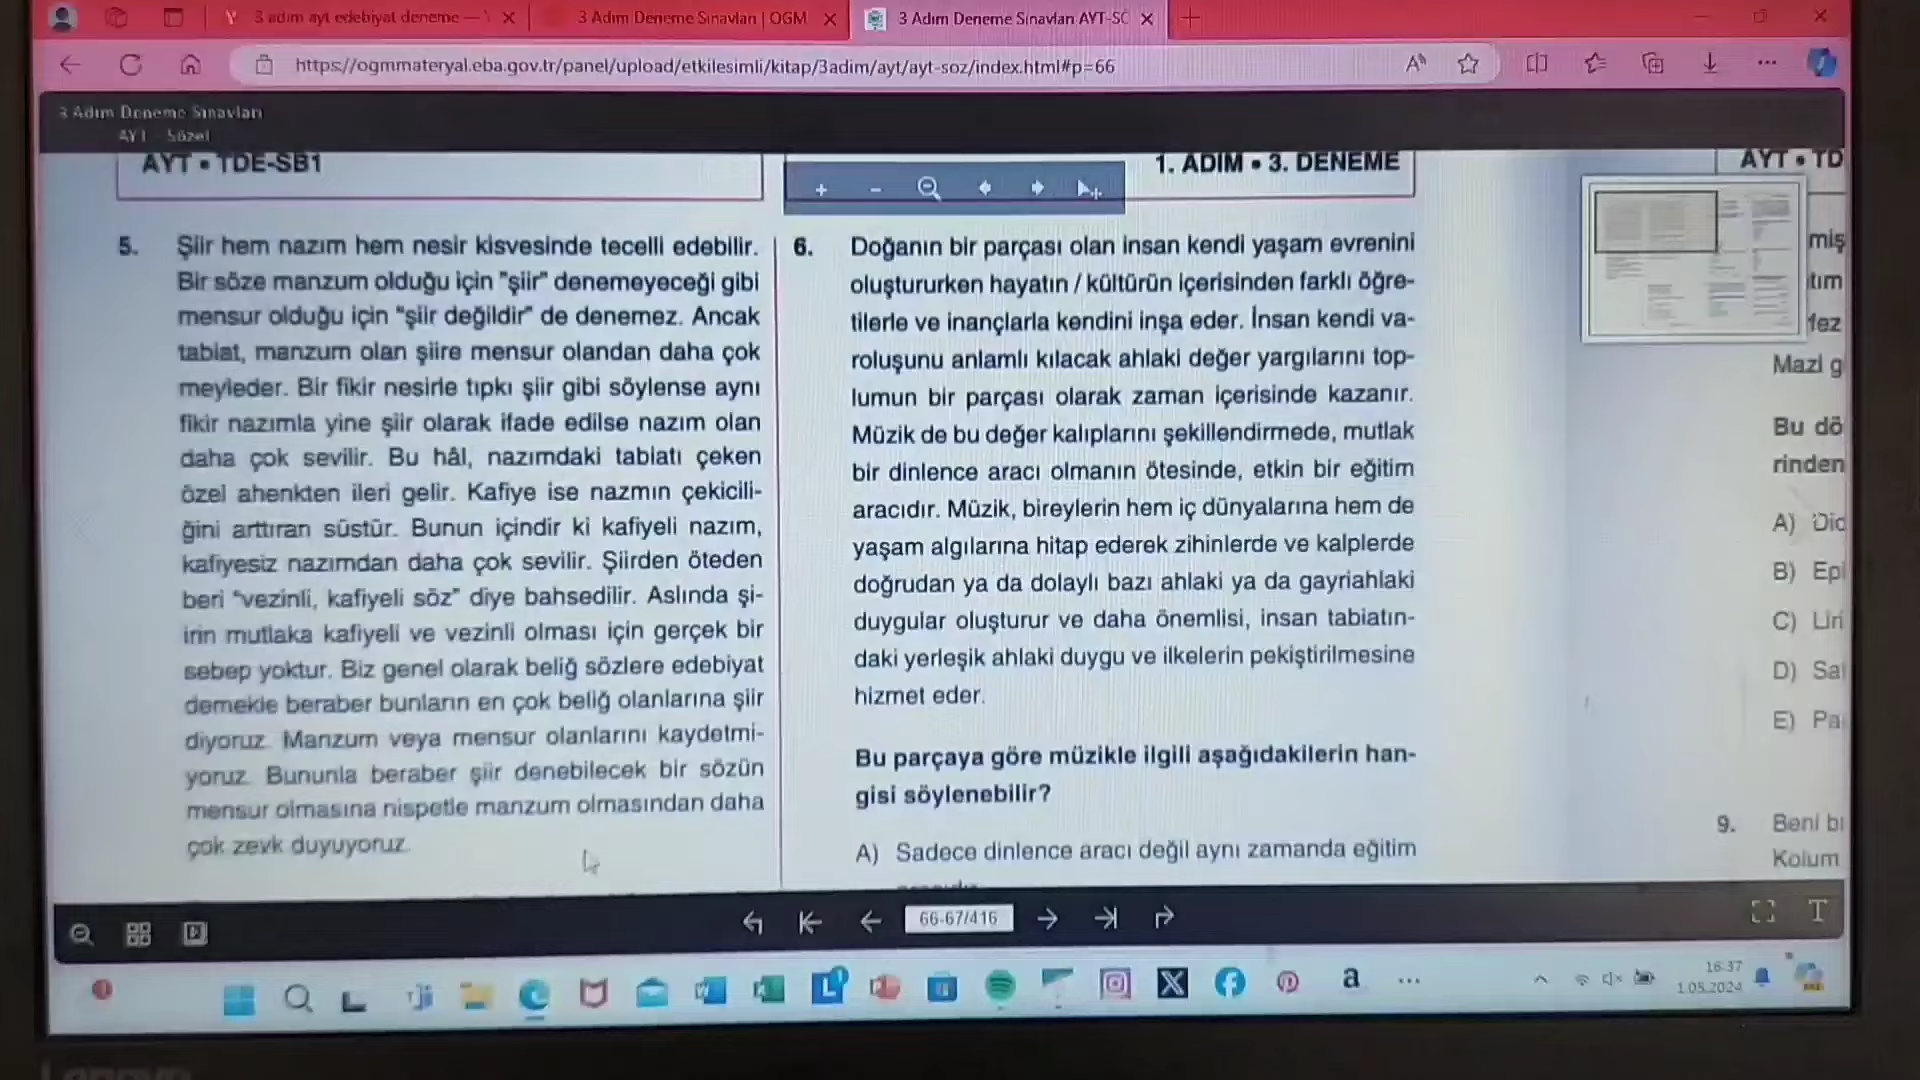 3 adım ayt edebiyat deneme —
3 Adım Deneme Sınavları | OGM
3 Adım Deneme Sınavları AYT-SÖ
https://ogmmateryal.eba.gov.tr/panel/upload/etkilesimli/kitap/3adim/ayt/ayt-soz/index.html#p=66
3 Adım Deneme Sınavları
AYT - Sözel
AYT • TDE-SB1
1. ADIM • 3. DENEME
AYT • TD
5. Şiir hem nazım hem nesir kisvesinde tecelli edebilir.
Bir söze manzum olduğu için "şiir" denemeyeceği gibi
mensur olduğu için "şiir değildir" de denemez. Ancak
tabiat, manzum olan şiire mensur olandan daha çok
meyleder. Bir fikir nesirle tıpkı şiir gibi söylense aynı
fikir nazımla yine şiir olarak ifade edilse nazım olan
daha çok sevilir. Bu hâl, nazımdaki tabiatı çeken
özel ahenkten ileri gelir. Kafiye ise nazmın çekicili-
ğini arttıran süstür. Bunun içindir ki kafiyeli nazım,
kafiyesiz nazımdan daha çok sevilir. Şiirden öteden
beri "vezinli, kafiyeli söz" diye bahsedilir. Aslında şi-
irin mutlaka kafiyeli ve vezinli olması için gerçek bir
sebep yoktur. Biz genel olarak beliğ sözlere edebiyat
demekle beraber bunların en çok beliğ olanlarına şiir
diyoruz. Manzum veya mensur olanlarını kaydetmi-
yoruz. Bununla beraber şiir denebilecek bir sözün
mensur olmasına nispetle manzum olmasından daha
çok zevk duyuyoruz.
6. Doğanın bir parçası olan insan kendi yaşam evrenini
oluştururken hayatın / kültürün içerisinden farklı öğre-
tilerle ve inançlarla kendini inşa eder. İnsan kendi va-
roluşunu anlamlı kılacak ahlaki değer yargılarını top-
lumun bir parçası olarak zaman içerisinde kazanır.
Müzik de bu değer kalıplarını şekillendirmede, mutlak
bir dinlence aracı olmanın ötesinde, etkin bir eğitim
aracıdır. Müzik, bireylerin hem iç dünyalarına hem de
yaşam algılarına hitap ederek zihinlerde ve kalplerde
doğrudan ya da dolaylı bazı ahlaki ya da gayriahlaki
duygular oluşturur ve daha önemlisi, insan tabiatın-
daki yerleşik ahlaki duygu ve ilkelerin pekiştirilmesine
hizmet eder.
Bu parçaya göre müzikle ilgili aşağıdakilerin han-
gisi söylenebilir?
A) Sadece dinlence aracı değil aynı zamanda eğitim
miş
tım
Mazi g
Bu dö
rinden
A) Did
B) Epi
C) Liri
D) Sa
E) Pa
9. Beni bı
Kolum
66-67/416
16:37
1.05.2024
Lenovo